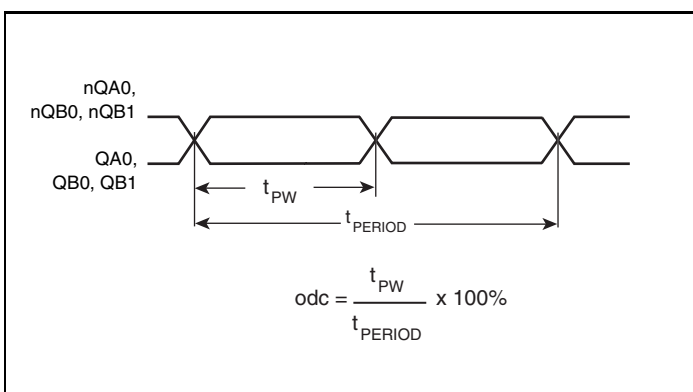 nQA0,
nQB0, nQB1
QA0,
QB0, QB1
tPW
tPERIOD
odc = tPW / tPERIOD x 100%